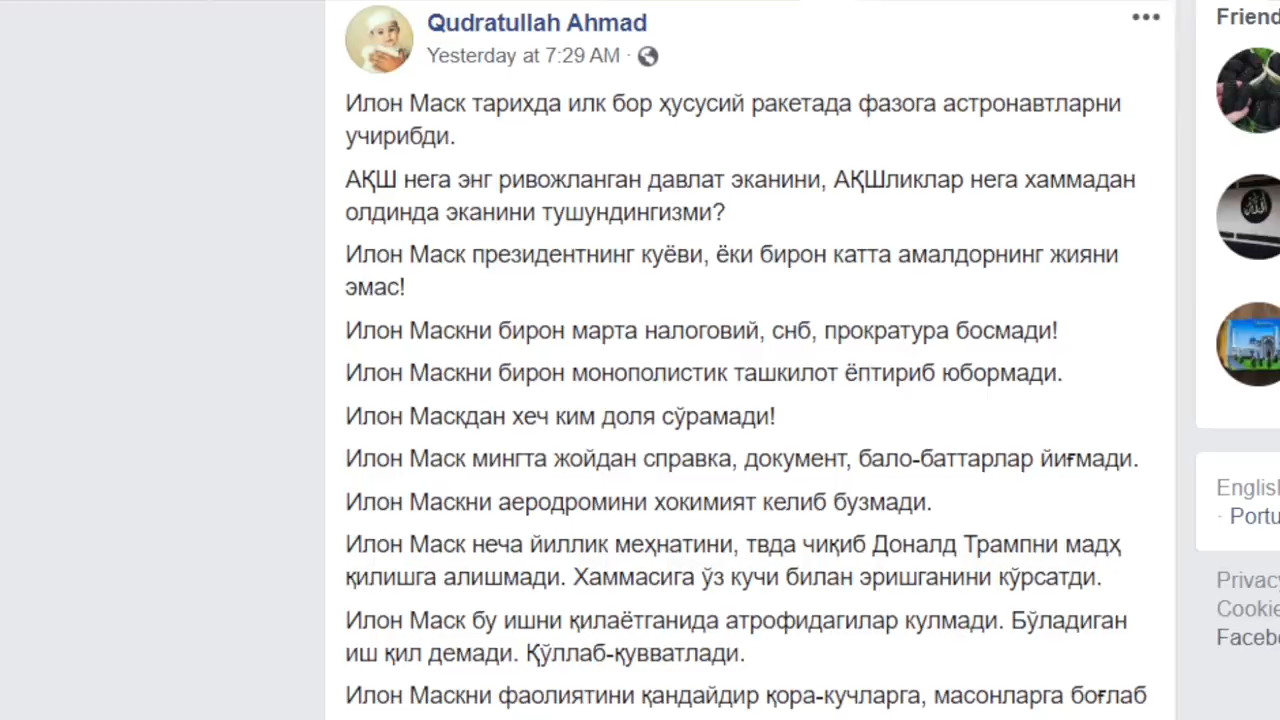 Qudratullah Ahmad
Yesterday at 7:29 AM ·
Илон Маск тарихда илк бор ҳусусий ракетада фазога астронавтларни
учирибди.
АҚШ нега энг ривожланган давлат эканини, АҚШликлар нега хаммадан
олдинда эканини тушундингизми?
Илон Маск президентнинг куёви, ёки бирон катта амалдорнинг жияни
эмас!
Илон Маскни бирон марта налоговий, снб, прократура босмади!
Илон Маскни бирон монополистик ташкилот ёптириб юбормади.
Илон Масқдан хеч ким доля сўрамади!
Илон Маск мингта жойдан справка, документ, бало-баттарлар йиғмади.
Илон Маскни аеродромини хокимият келиб бузмади.
Илон Маск неча йиллик меҳнатини, твда чиқиб Доналд Трампни мадҳ
қилишга алишмади. Хаммасига ўз кучи билан эришганини кўрсатди.
Илон Маск бу ишни қилаётганида атрофидагилар кулмади. Бўладиган
иш қил демади. Қўллаб-қувватлади.
Илон Маскни фаолиятини қандайдир қора-кучларга, масонларга боғлаб
Friend
English
· Portu
Privacy
Cookie
Faceb